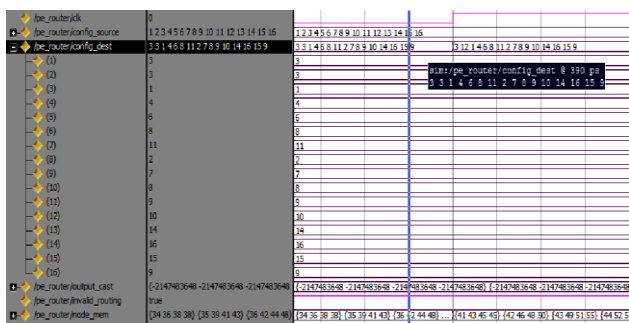 /pe_router/clk 0
/pe_router/config_source 1 2 3 4 5 6 7 8 9 10 11 12 13 14 15 16 1 2 3 4 5 6 7 8 9 10 11 12 13 14 15 16
/pe_router/config_dest 3 3 1 4 6 8 11 2 7 8 9 10 14 16 15 9 3 3 1 4 6 8 11 2 7 8 9 10 14 16 15 9 3 12 1 4 6 8 11 2 7 8 9 10 14 16 15 9
(1) 3 3
sim:/pe_router/config_dest @ 390 ps
(2) 3 3
3 3 1 4 6 8 11 2 7 8 9 10 14 16 15 9
(3) 1 1
(4) 4 4
(5) 6 6
(6) 8 8
(7) 11 11
(8) 2 2
(9) 7 7
(10) 8 8
(11) 9 9
(12) 10 10
(13) 14 14
(14) 16 16
(15) 15 15
(16) 9 9
/pe_router/output_cast {-2147483648 -2147483648 -2147483648 {-2147483648 -2147483648 -2147483648 -2147483648} {-2147483648 -2147483648 -2147483648
/pe_router/invalid_routing true
/pe_router/node_mem {34 36 38 38} {35 39 41 43} {36 42 44 48} {34 36 38 38} {35 39 41 43} {36 42 44 48} ... {41 43 45 45} {42 46 48 50} {43 49 51 55} {44 52 5